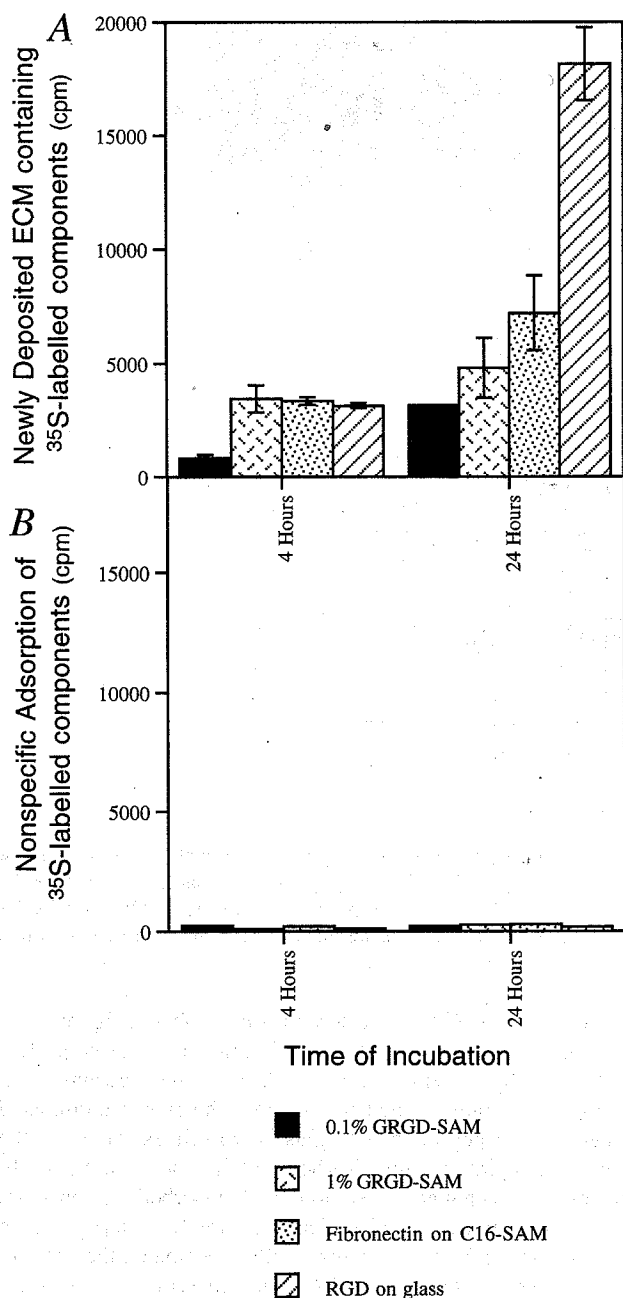 A
Newly Deposited ECM containing
³⁵S-labelled components (cpm)
20000
15000
10000
5000
0
4 Hours
24 Hours
B
Nonspecific Adsorption of
³⁵S-labelled components (cpm)
15000
10000
5000
0
4 Hours
24 Hours
Time of Incubation
0.1% GRGD-SAM
1% GRGD-SAM
Fibronectin on C16-SAM
RGD on glass